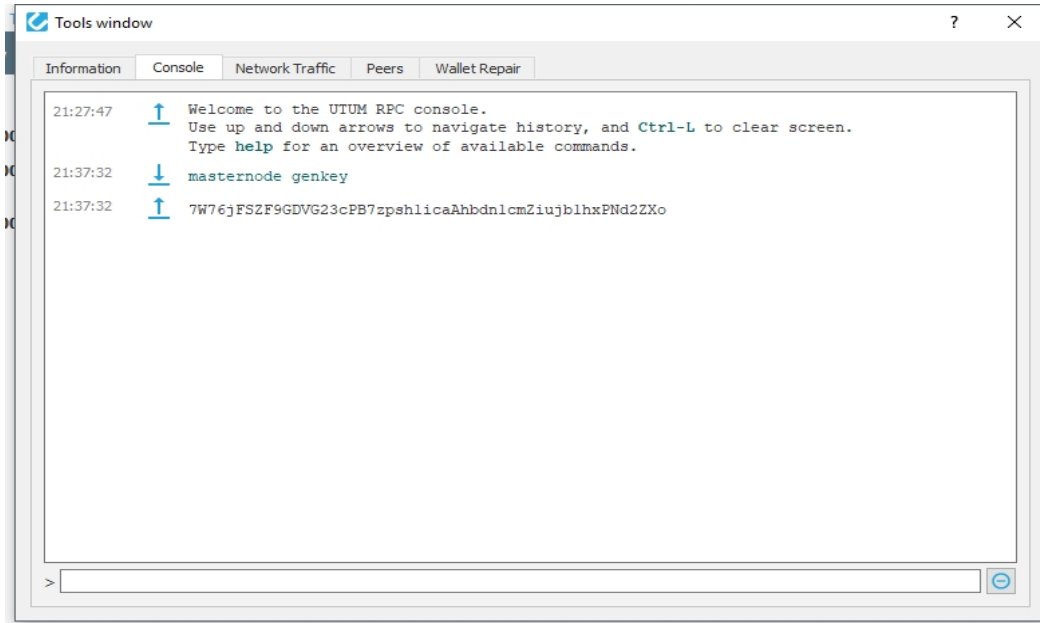 Tools window
?
Information Console Network Traffic Peers Wallet Repair
21:27:47 Welcome to the UTUM RPC console.
Use up and down arrows to navigate history, and Ctrl-L to clear screen.
Type help for an overview of available commands.
21:37:32 masternode genkey
21:37:32 7W76jFSZF9GDVG23cPB7zpsh1icaAhbdn1cmZiujb1hxPNd2ZXo
>